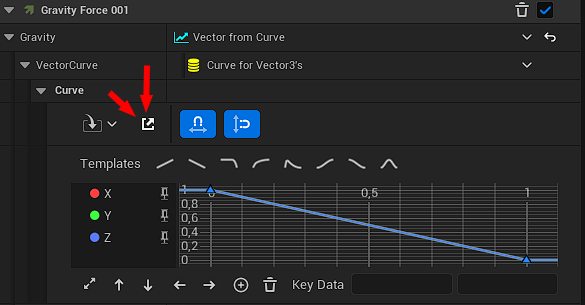 Gravity Force 001
Gravity
Vector from Curve
VectorCurve
Curve for Vector3's
Curve
Templates
X
Y
Z
1
0,8
0,6
0,4
0,2
0
0
0,5
1
Key Data